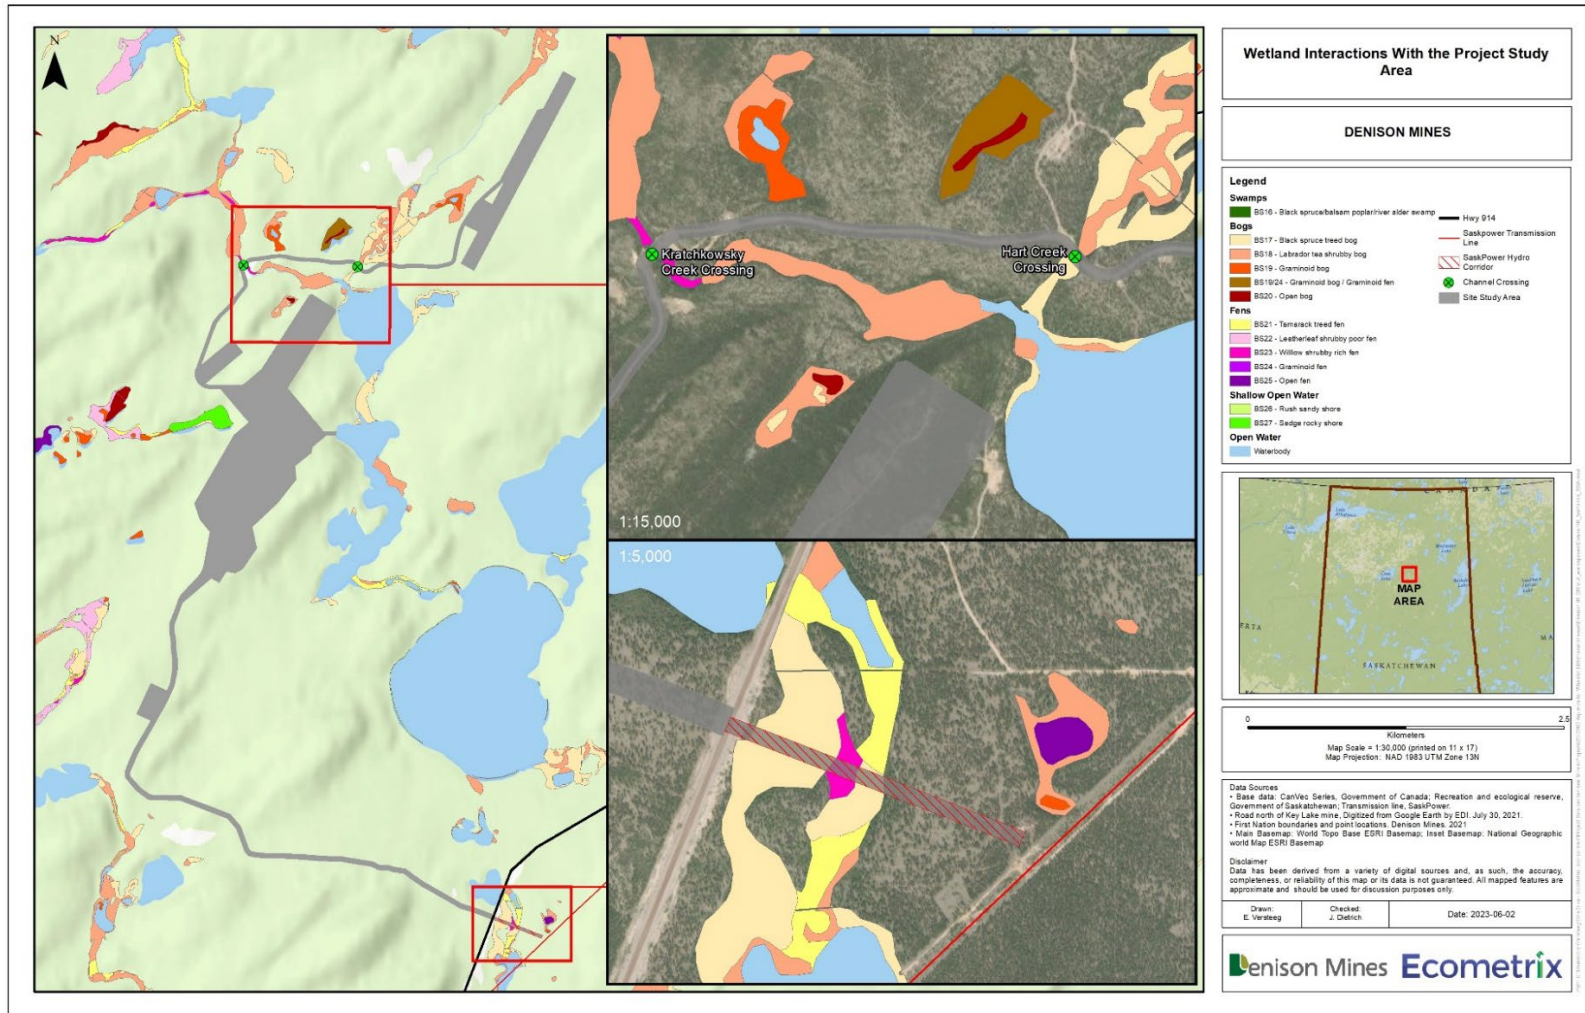 N
Kratchkowsky
Creek Crossing
Hart Creek
Crossing
1:15,000
1:5,000
Wetland Interactions With the Project Study
Area
DENISON MINES
Legend
Swamps
BS16 - Black spruce/balsam poplar/river alder swamp
Bogs
BS17 - Black spruce treed bog
BS18 - Labrador tea shrubby bog
BS19 - Graminoid bog
BS19/24 - Graminoid bog / Graminoid fen
BS20 - Open bog
Fens
BS21 - Tamarack treed fen
BS22 - Leatherleaf shrubby poor fen
BS23 - Willow shrubby rich fen
BS24 - Graminoid fen
BS25 - Open fen
Shallow Open Water
BS26 - Rush sandy shore
BS27 - Sedge rocky shore
Open Water
Waterbody
Hwy 914
Saskpower Transmission
Line
SaskPower Hydro
Corridor
Channel Crossing
Site Study Area
CANADA
MAP
AREA
SASKATCHEWAN
ERTA
MA
0 2.5
Kilometers
Map Scale = 1:30,000 (printed on 11 x 17)
Map Projection: NAD 1983 UTM Zone 13N
Data Sources
• Base data: CanVec Series, Government of Canada; Recreation and ecological reserve,
Government of Saskatchewan; Transmission line, SaskPower.
• Road north of Key Lake mine, Digitized from Google Earth by EDI. July 30, 2021.
• First Nation boundaries and point locations. Denison Mines. 2021
• Main Basemap: World Topo Base ESRI Basemap; Inset Basemap: National Geographic
world Map ESRI Basemap
Disclaimer
Data has been derived from a variety of digital sources and, as such, the accuracy,
completeness, or reliability of this map or its data is not guaranteed. All mapped features are
approximate and should be used for discussion purposes only.
Drawn:
E. Versteeg
Checked:
J. Dietrich
Date: 2023-06-02
Denison Mines
Ecometrix